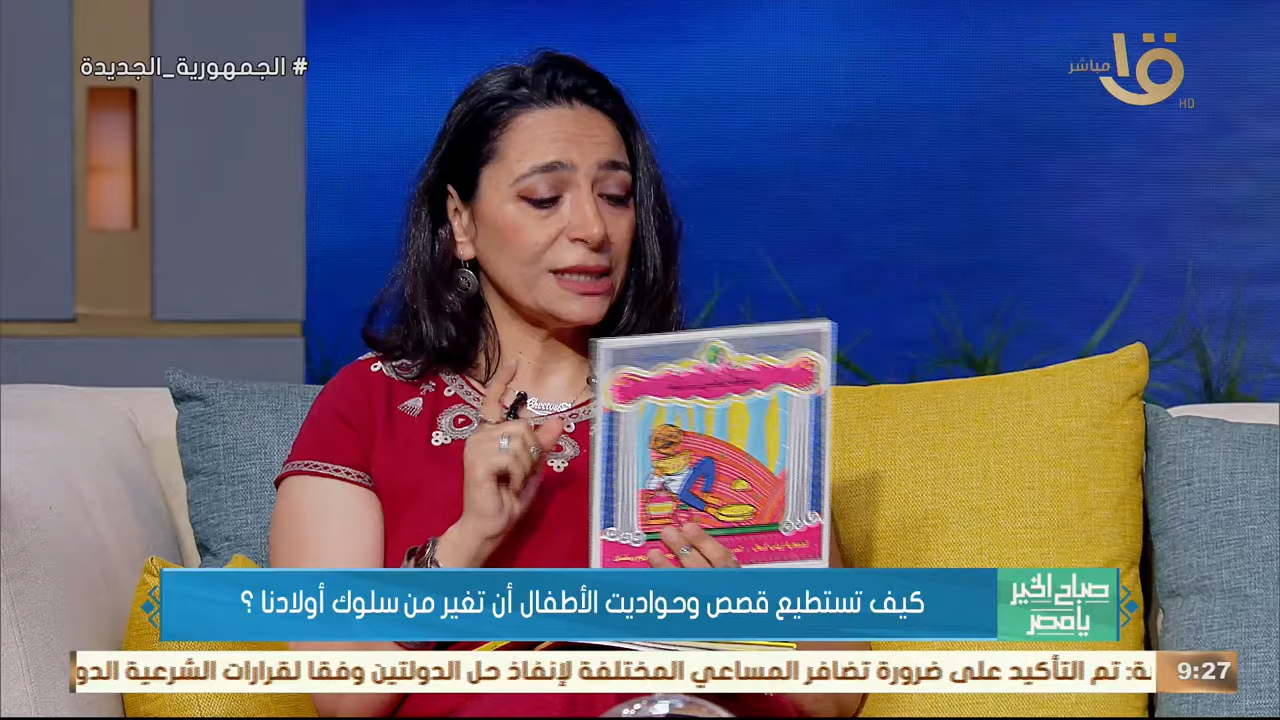 # الجمهورية_الجديدة
مباشر
HD
كيف تستطيع قصص وحواديت الأطفال أن تغير من سلوك أولادنا ؟
صباح الخير
يا مصر
ة: تم التأكيد على ضرورة تضافر المساعي المختلفة لإنفاذ حل الدولتين وفقا لقرارات الشرعية الدو
9:27